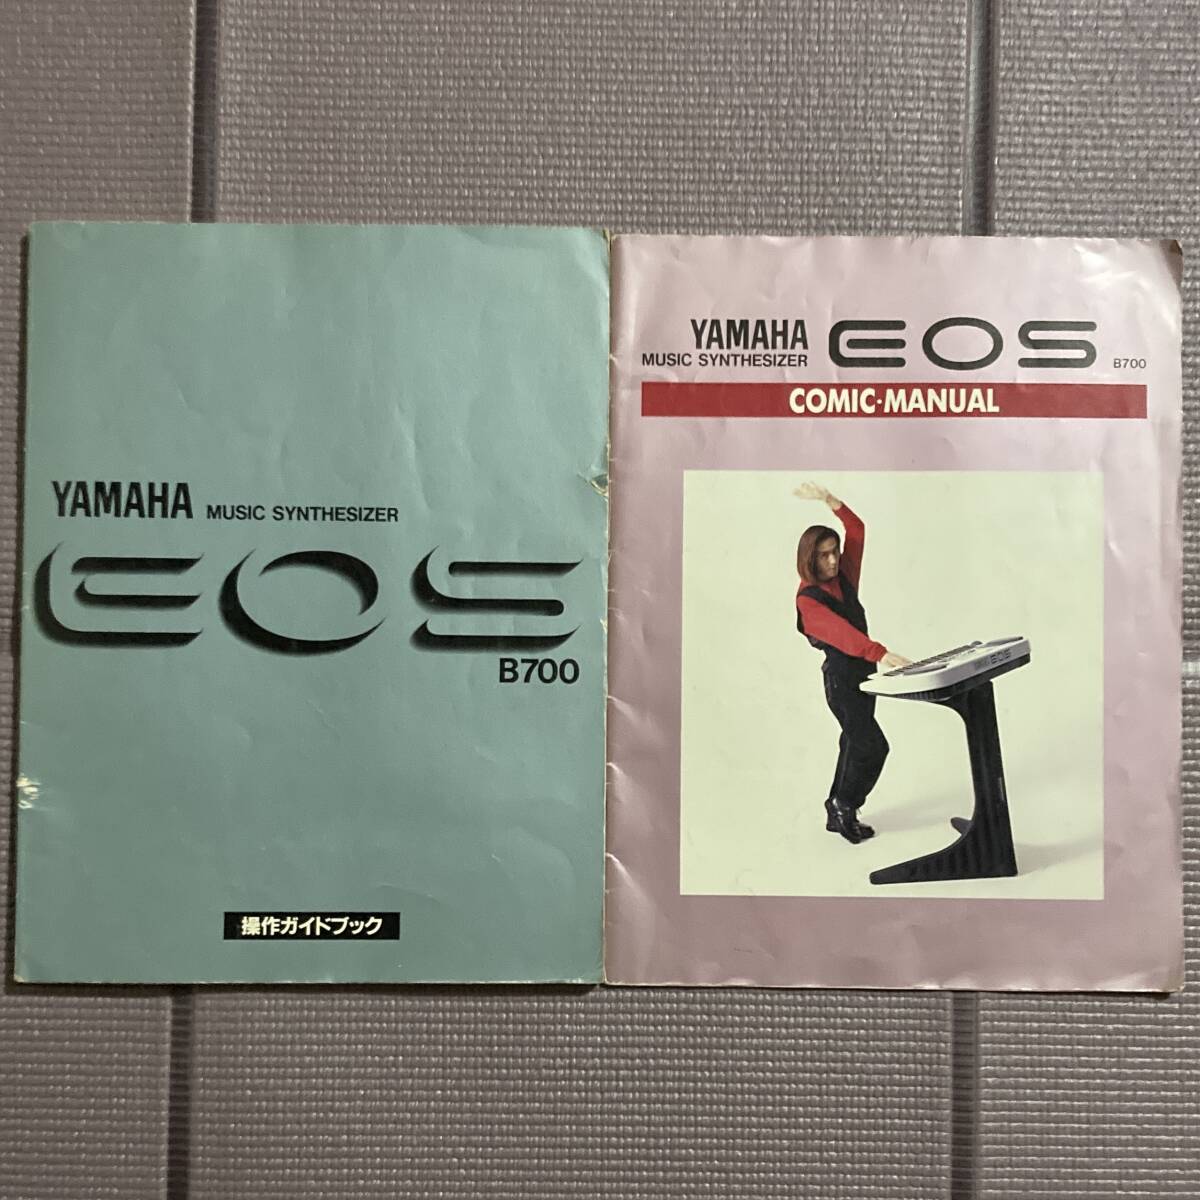 YAMAHA MUSIC SYNTHESIZER
EOS
B700
操作ガイドブック
YAMAHA
MUSIC SYNTHESIZER
EOS
B700
COMIC・MANUAL
YAMAHA EOS